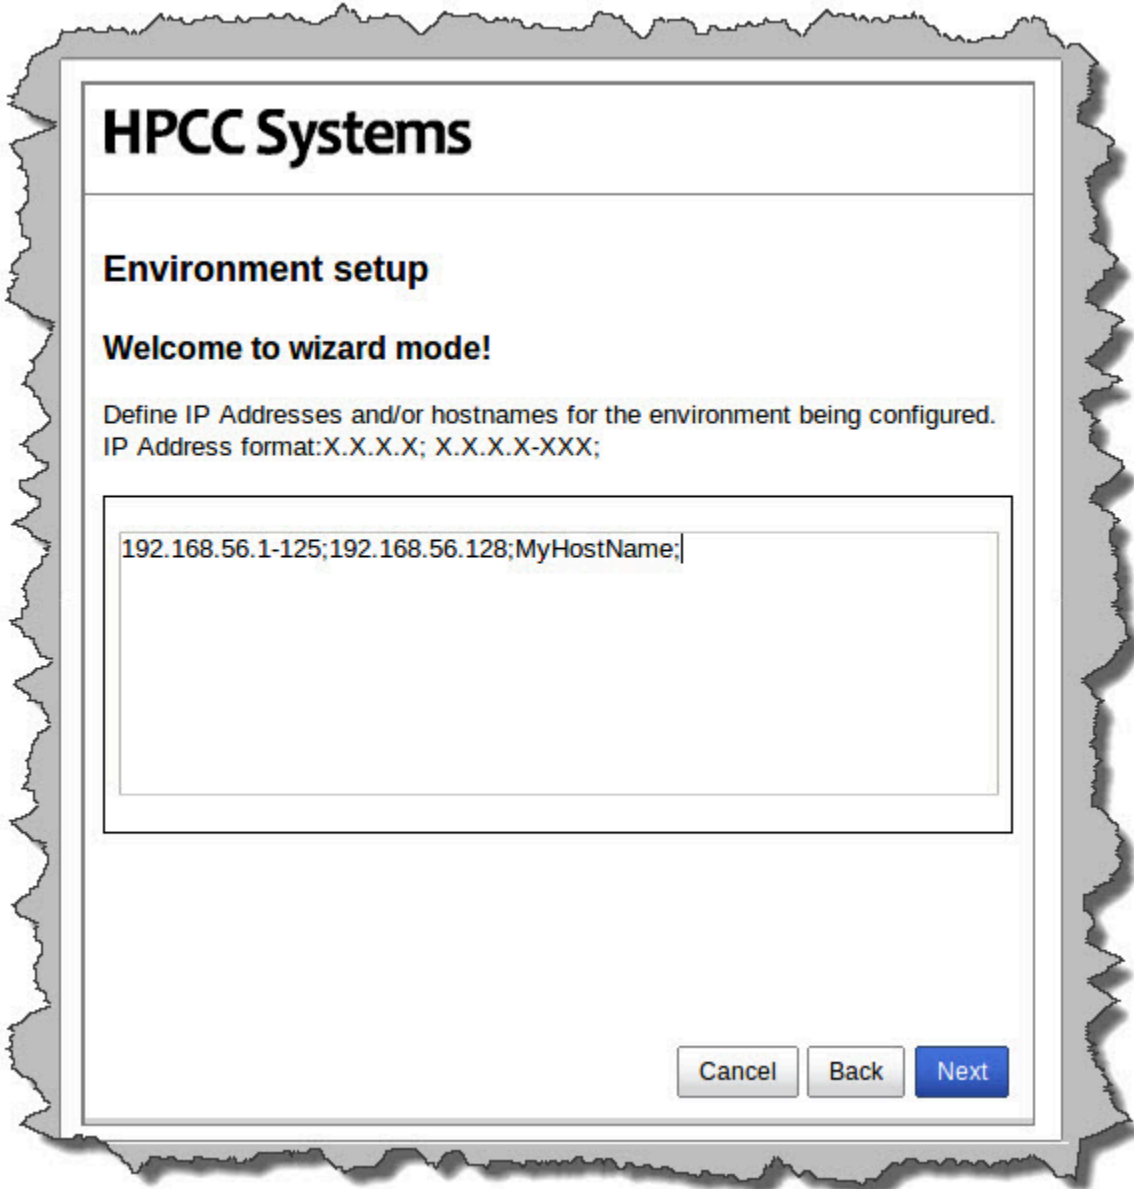 HPCC Systems
Environment setup
Welcome to wizard mode!
Define IP Addresses and/or hostnames for the environment being configured.
IP Address format:X.X.X.X; X.X.X.X-XXX;
192.168.56.1-125;192.168.56.128;MyHostName;
Cancel Back Next